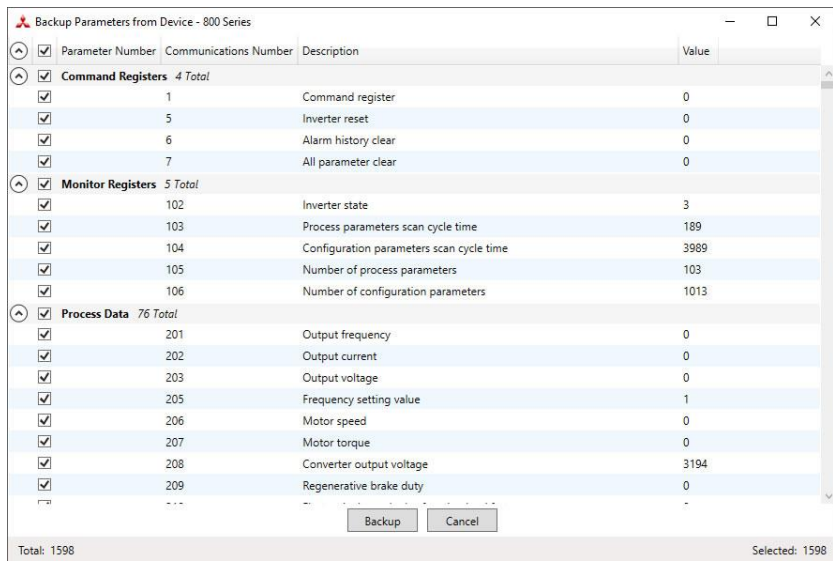 Backup Parameters from Device - 800 Series
Parameter Number Communications Number Description Value
Command Registers 4 Total
1 Command register 0
5 Inverter reset 0
6 Alarm history clear 0
7 All parameter clear 0
Monitor Registers 5 Total
102 Inverter state 3
103 Process parameters scan cycle time 189
104 Configuration parameters scan cycle time 3989
105 Number of process parameters 103
106 Number of configuration parameters 1013
Process Data 76 Total
201 Output frequency 0
202 Output current 0
203 Output voltage 0
205 Frequency setting value 1
206 Motor speed 0
207 Motor torque 0
208 Converter output voltage 3194
209 Regenerative brake duty 0
Backup Cancel
Total: 1598 Selected: 1598